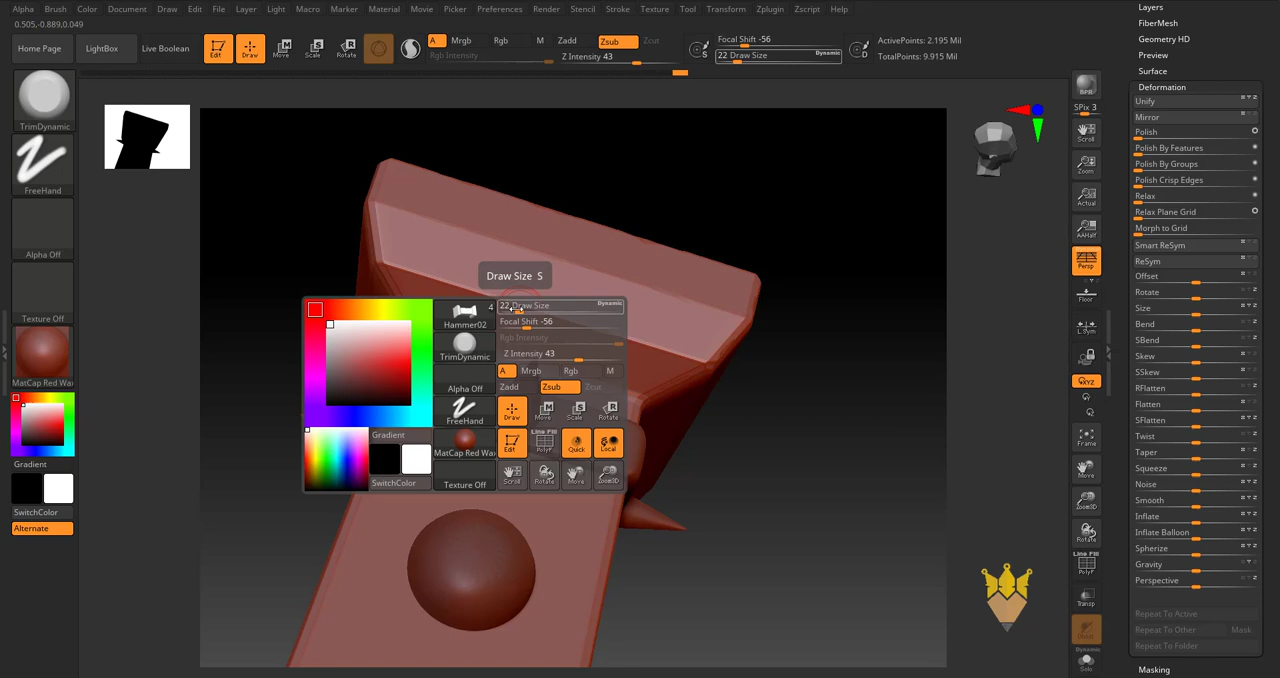 Alpha Brush Color Document Draw Edit File Layer Light Macro Marker Material Movie Picker Preferences Render Stencil Stroke Texture Tool Transform Zplugin Zscript Help
0.505,-0.889,0.049
Home Page LightBox Live Boolean Edit Draw Move Scale Rotate A Mrgb Rgb M Zadd Zsub Zcut Focal Shift -56 ActivePoints: 2.195 Mil
Rgb Intensity Z Intensity 43 S 22 Draw Size Dynamic D TotalPoints: 9.915 Mil
TrimDynamic
FreeHand
Alpha Off
Texture Off
MatCap Red Wax
Gradient
SwitchColor
Alternate
Draw Size S
4
Hammer02
TrimDynamic
Alpha Off
FreeHand
MatCap Red Wax
Texture Off
Gradient
SwitchColor
22 Draw Size Dynamic
Focal Shift -56
Rgb Intensity
Z Intensity 43
A Mrgb Rgb M
Zadd Zsub Zcut
Draw Move Scale Rotate
Line Fill
Edit PolyF Quick Local
Scroll Rotate Move Zoom3D
BPR
SPix 3
Scroll
Zoom
Actual
AAHalf
Persp
Floor
L.Sym
XYZ
Frame
Move
Zoom3D
Rotate
Line Fill
PolyF
Transp
Ghost
Dynamic
Solo
Layers
FiberMesh
Geometry HD
Preview
Surface
Deformation
Unify
Mirror
Polish
Polish By Features
Polish By Groups
Polish Crisp Edges
Relax
Relax Plane Grid
Morph to Grid
Smart ReSym
ReSym
Offset
Rotate
Size
Bend
SBend
Skew
SSkew
RFlatten
Flatten
SFlatten
Twist
Taper
Squeeze
Noise
Smooth
Inflate
Inflate Balloon
Spherize
Gravity
Perspective
Repeat To Active
Repeat To Other Mask
Repeat To Folder
Masking